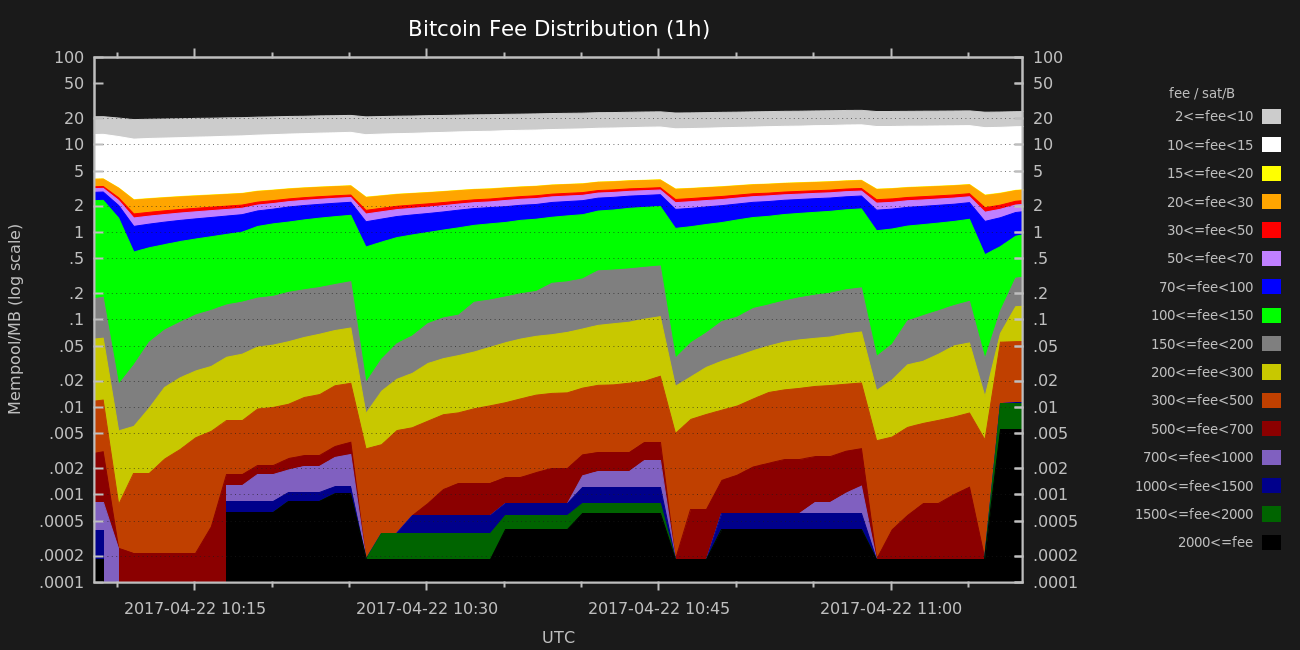 Bitcoin Fee Distribution (1h)
100 100
50 50
20 20
10 10
5 5
2 2
1 1
.5 .5
.2 .2
.1 .1
.05 .05
.02 .02
.01 .01
.005 .005
.002 .002
.001 .001
.0005 .0005
.0002 .0002
.0001 .0001
Mempool/MB (log scale)
2017-04-22 10:15 2017-04-22 10:30 2017-04-22 10:45 2017-04-22 11:00
UTC
fee / sat/B
2<=fee<10
10<=fee<15
15<=fee<20
20<=fee<30
30<=fee<50
50<=fee<70
70<=fee<100
100<=fee<150
150<=fee<200
200<=fee<300
300<=fee<500
500<=fee<700
700<=fee<1000
1000<=fee<1500
1500<=fee<2000
2000<=fee